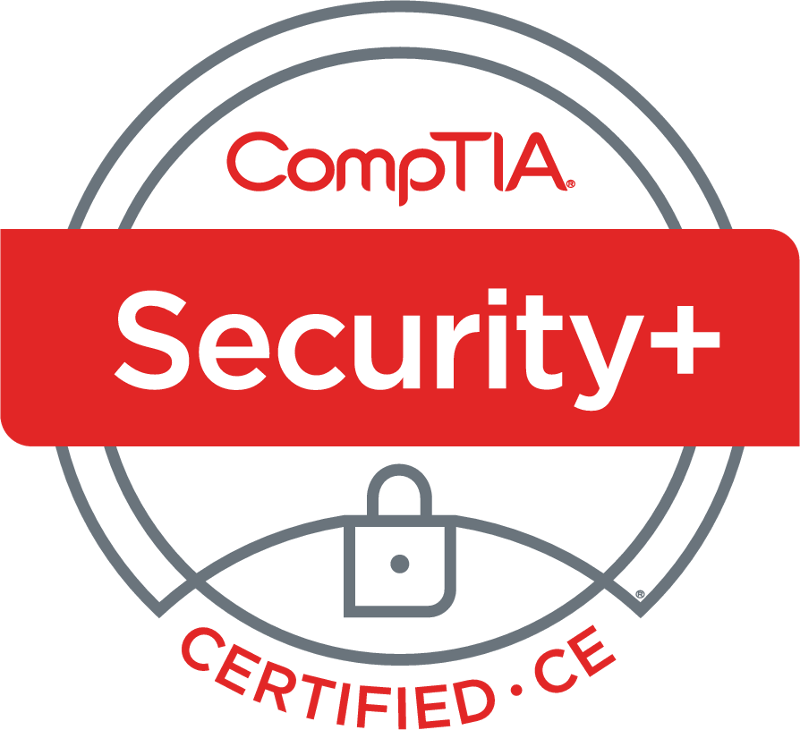 CompTIA®
Security+
®
CERTIFIED · CE